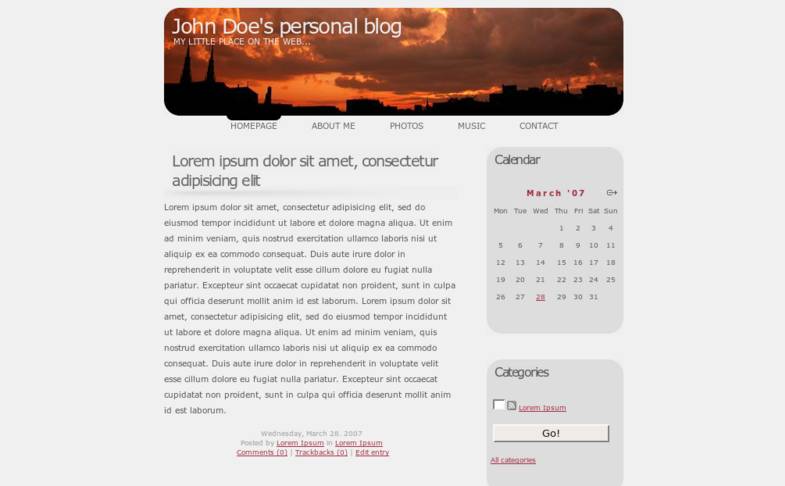 John Doe's personal blog
MY LITTLE PLACE ON THE WEB...
HOMEPAGE ABOUT ME PHOTOS MUSIC CONTACT
Lorem ipsum dolor sit amet, consectetur
adipisicing elit
Lorem ipsum dolor sit amet, consectetur adipisicing elit, sed do
eiusmod tempor incididunt ut labore et dolore magna aliqua. Ut enim
ad minim veniam, quis nostrud exercitation ullamco laboris nisi ut
aliquip ex ea commodo consequat. Duis aute irure dolor in
reprehenderit in voluptate velit esse cillum dolore eu fugiat nulla
pariatur. Excepteur sint occaecat cupidatat non proident, sunt in culpa
qui officia deserunt mollit anim id est laborum. Lorem ipsum dolor sit
amet, consectetur adipisicing elit, sed do eiusmod tempor incididunt
ut labore et dolore magna aliqua. Ut enim ad minim veniam, quis
nostrud exercitation ullamco laboris nisi ut aliquip ex ea commodo
consequat. Duis aute irure dolor in reprehenderit in voluptate velit
esse cillum dolore eu fugiat nulla pariatur. Excepteur sint occaecat
cupidatat non proident, sunt in culpa qui officia deserunt mollit anim
id est laborum.
Wednesday, March 28. 2007
Posted by Lorem Ipsum in Lorem Ipsum
Comments (0) | Trackbacks (0) | Edit entry
Calendar
March '07
Mon Tue Wed Thu Fri Sat Sun
1 2 3 4
5 6 7 8 9 10 11
12 13 14 15 16 17 18
19 20 21 22 23 24 25
26 27 28 29 30 31
Categories
Lorem Ipsum
Go!
All categories